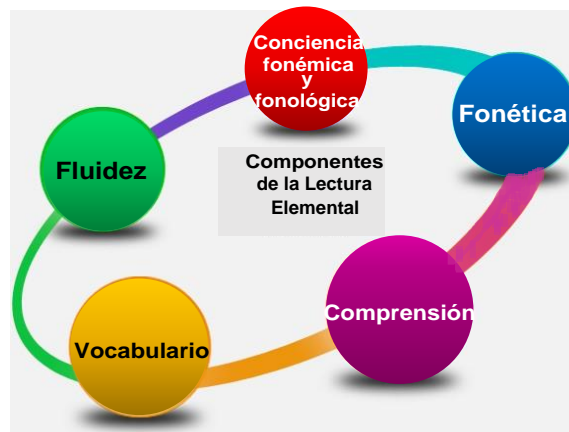 Conciencia
fonémica
y
fonológica
Fonética
Componentes
de la Lectura
Elemental
Fluidez
Comprensión
Vocabulario